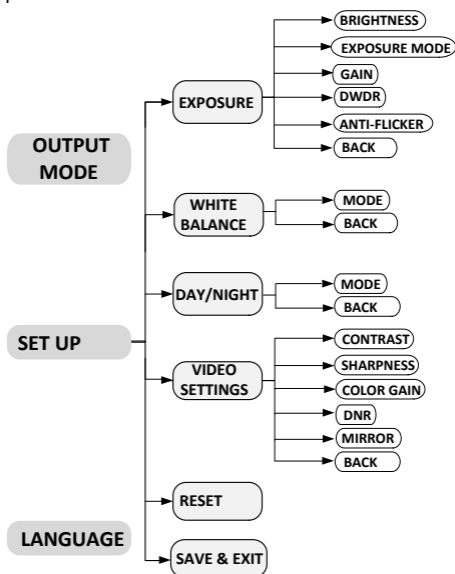 OUTPUT
MODE
SET UP
LANGUAGE
EXPOSURE
BRIGHTNESS
EXPOSURE MODE
GAIN
DWDR
ANTI-FLICKER
BACK
WHITE
BALANCE
MODE
BACK
DAY/NIGHT
MODE
BACK
VIDEO
SETTINGS
CONTRAST
SHARPNESS
COLOR GAIN
DNR
MIRROR
BACK
RESET
SAVE & EXIT